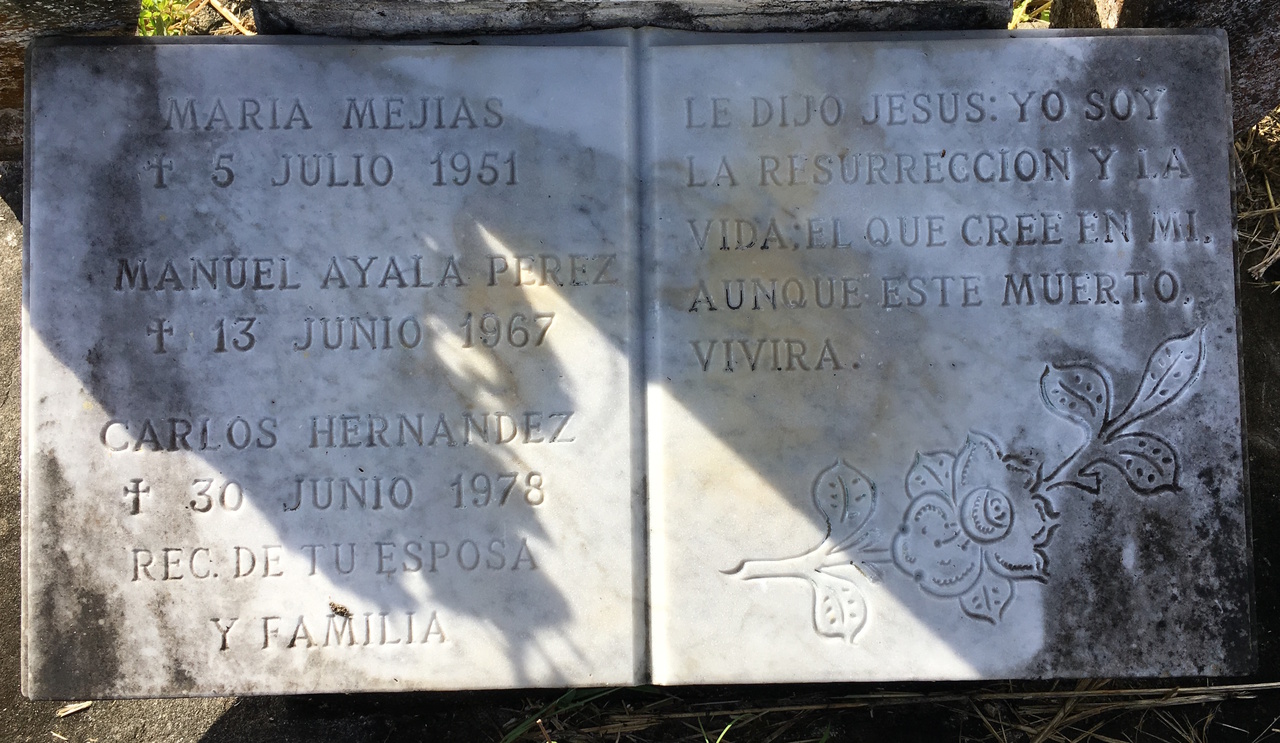 MARIA MEJIAS
✝ 5 JULIO 1951
MANUEL AYALA PEREZ
✝ 13 JUNIO 1967
CARLOS HERNANDEZ
✝ 30 JUNIO 1978
REC. DE TU ESPOSA
Y FAMILIA
LE DIJO JESUS: YO SOY
LA RESURRECCION Y LA
VIDA; EL QUE CREE EN MI,
AUNQUE ESTE MUERTO,
VIVIRA.